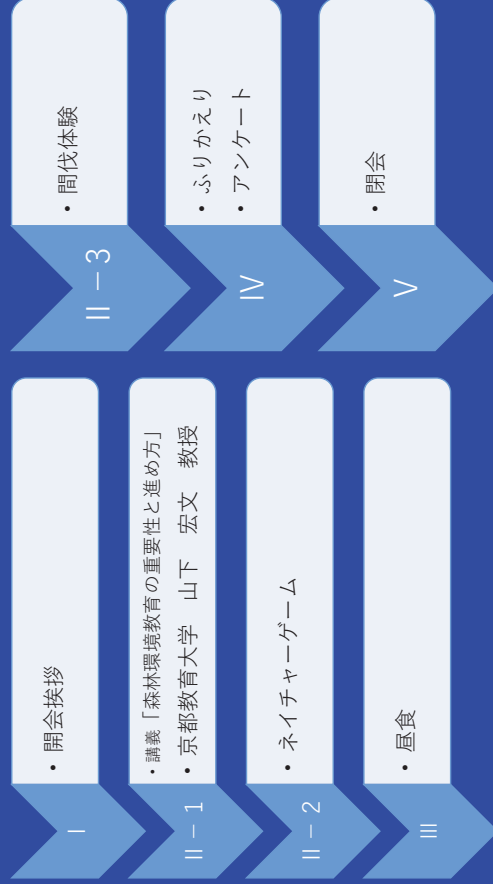 Ⅰ
・開会挨拶
Ⅱ－1
・講義「森林環境教育の重要性と進め方」
・京都教育大学　山下　宏文　教授
Ⅱ－2
・ネイチャーゲーム
Ⅲ
・昼食
Ⅱ－3
・間伐体験
Ⅳ
・ふりかえり
・アンケート
Ⅴ
・閉会